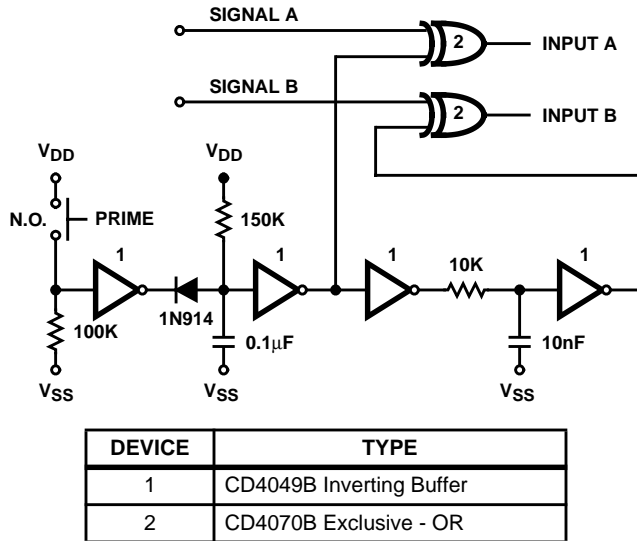 SIGNAL A
2
INPUT A
SIGNAL B
2
INPUT B
VDD
VDD
N.O.
PRIME
150K
1
1
1
10K
1
100K
1N914
0.1µF
10nF
VSS
VSS
VSS
DEVICE TYPE
1 CD4049B Inverting Buffer
2 CD4070B Exclusive - OR